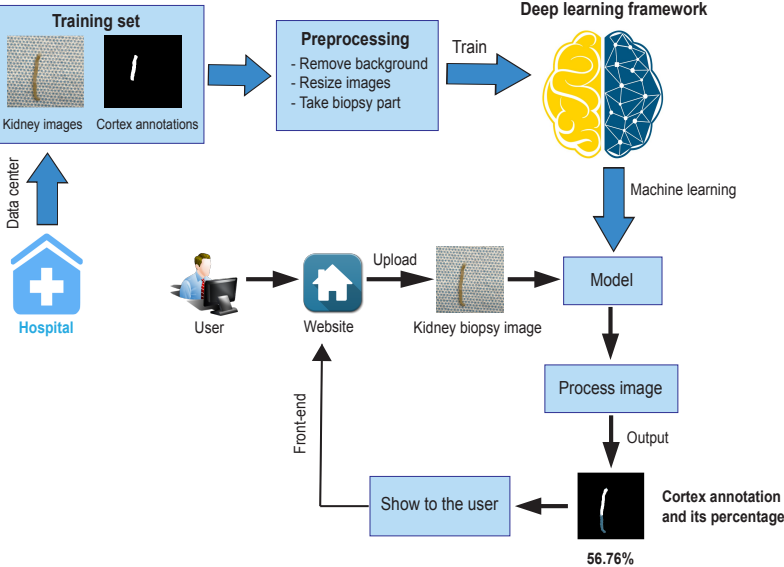 Training set
Kidney images
Cortex annotations
Preprocessing
- Remove background
- Resize images
- Take biopsy part
Train
Deep learning framework
Data center
Machine learning
Hospital
User
Website
Upload
Kidney biopsy image
Model
Process image
Output
Front-end
Show to the user
Cortex annotation
and its percentage
56.76%